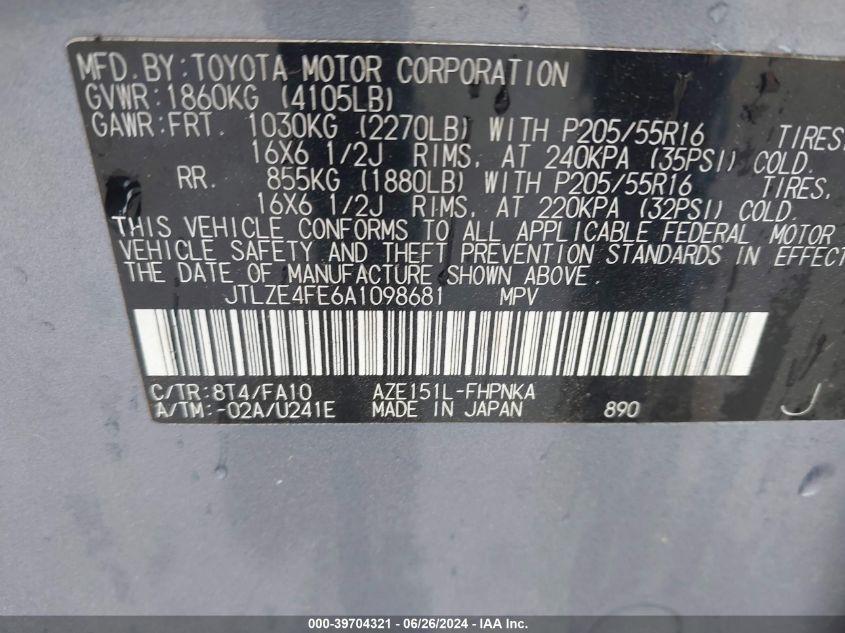 MFD. BY: TOYOTA MOTOR CORPORATION
GVWR: 1860KG (4105LB)
GAWR: FRT. 1030KG (2270LB) WITH P205/55R16 TIRES,
16X6 1/2J RIMS, AT 240KPA (35PSI) COLD.
RR. 855KG (1880LB) WITH P205/55R16 TIRES,
16X6 1/2J RIMS, AT 220KPA (32PSI) COLD.
THIS VEHICLE CONFORMS TO ALL APPLICABLE FEDERAL MOTOR
VEHICLE SAFETY AND THEFT PREVENTION STANDARDS IN EFFECT
THE DATE OF MANUFACTURE SHOWN ABOVE.
JTLZE4FE6A1098681 MPV
C/TR: 8T4/FA10 AZE151L-FHPNKA
A/TM: -02A/U241E MADE IN JAPAN 890 J
000-39704321 - 06/26/2024 - IAA Inc.